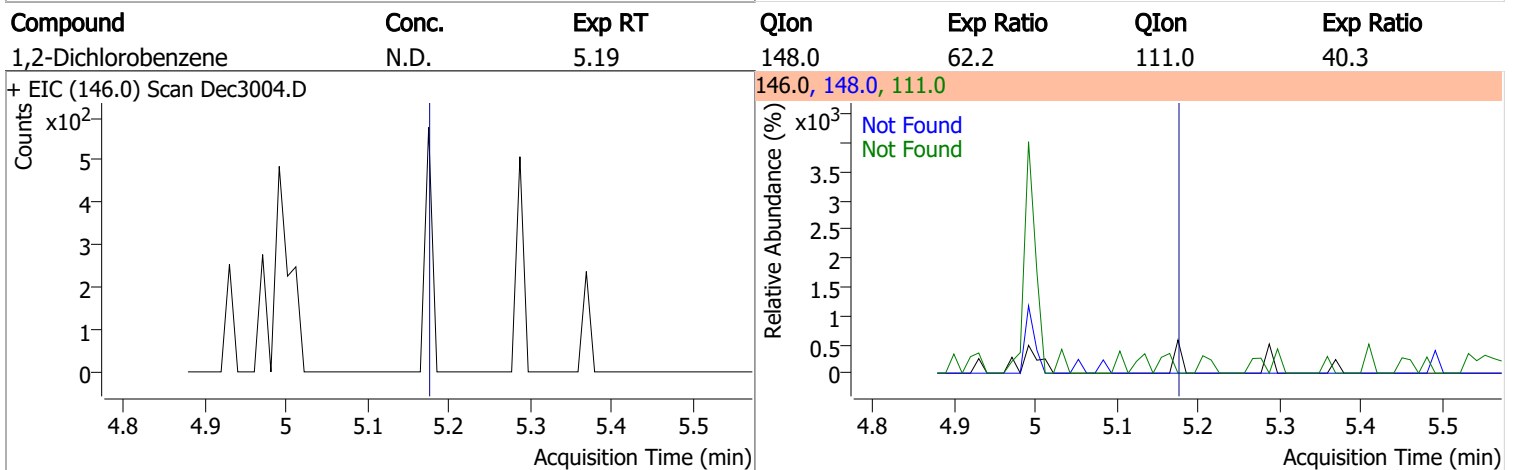 Compound Conc. Exp RT QIon Exp Ratio QIon Exp Ratio
1,2-Dichlorobenzene N.D. 5.19 148.0 62.2 111.0 40.3
+ EIC (146.0) Scan Dec3004.D
Counts
x10²
5
4
3
2
1
0
4.8 4.9 5 5.1 5.2 5.3 5.4 5.5
Acquisition Time (min)
146.0, 148.0, 111.0
Relative Abundance (%)
x10³
Not Found
Not Found
3.5
3
2.5
2
1.5
1
0.5
0
4.8 4.9 5 5.1 5.2 5.3 5.4 5.5
Acquisition Time (min)